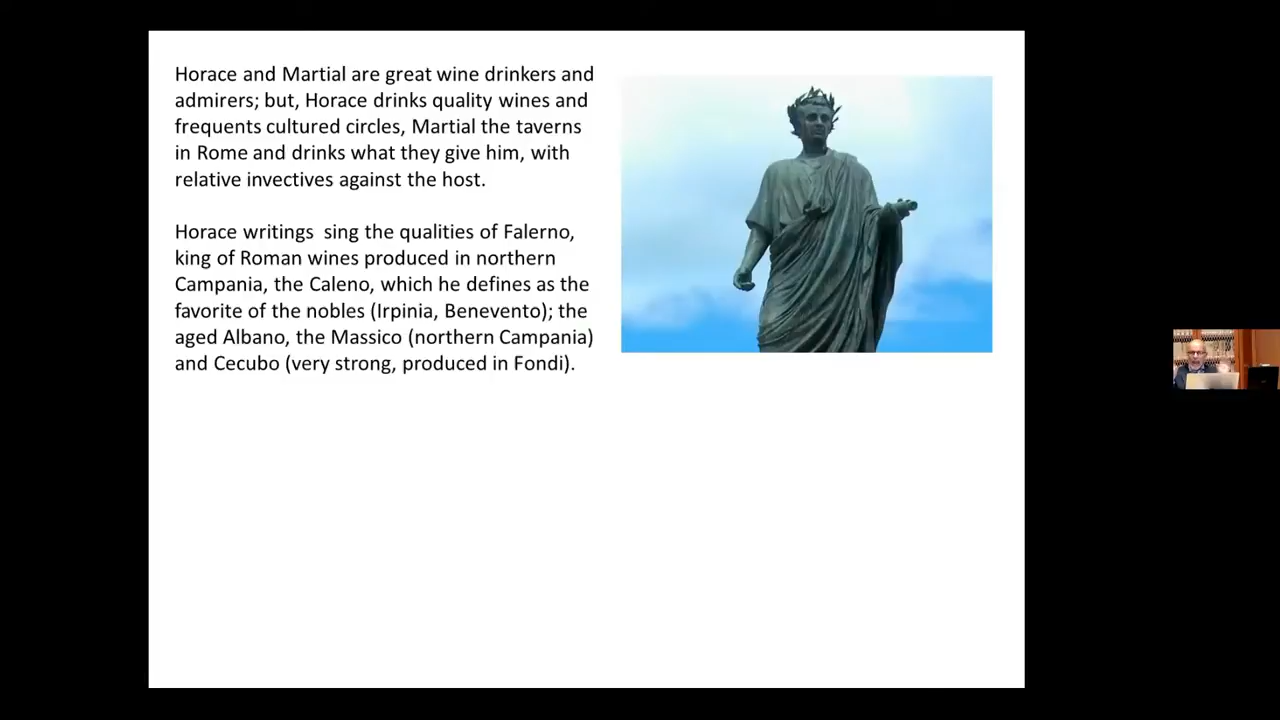 Horace and Martial are great wine drinkers and
admirers; but, Horace drinks quality wines and
frequents cultured circles, Martial the taverns
in Rome and drinks what they give him, with
relative invectives against the host.
Horace writings  sing the qualities of Falerno,
king of Roman wines produced in northern
Campania, the Caleno, which he defines as the
favorite of the nobles (Irpinia, Benevento); the
aged Albano, the Massico (northern Campania)
and Cecubo (very strong, produced in Fondi).